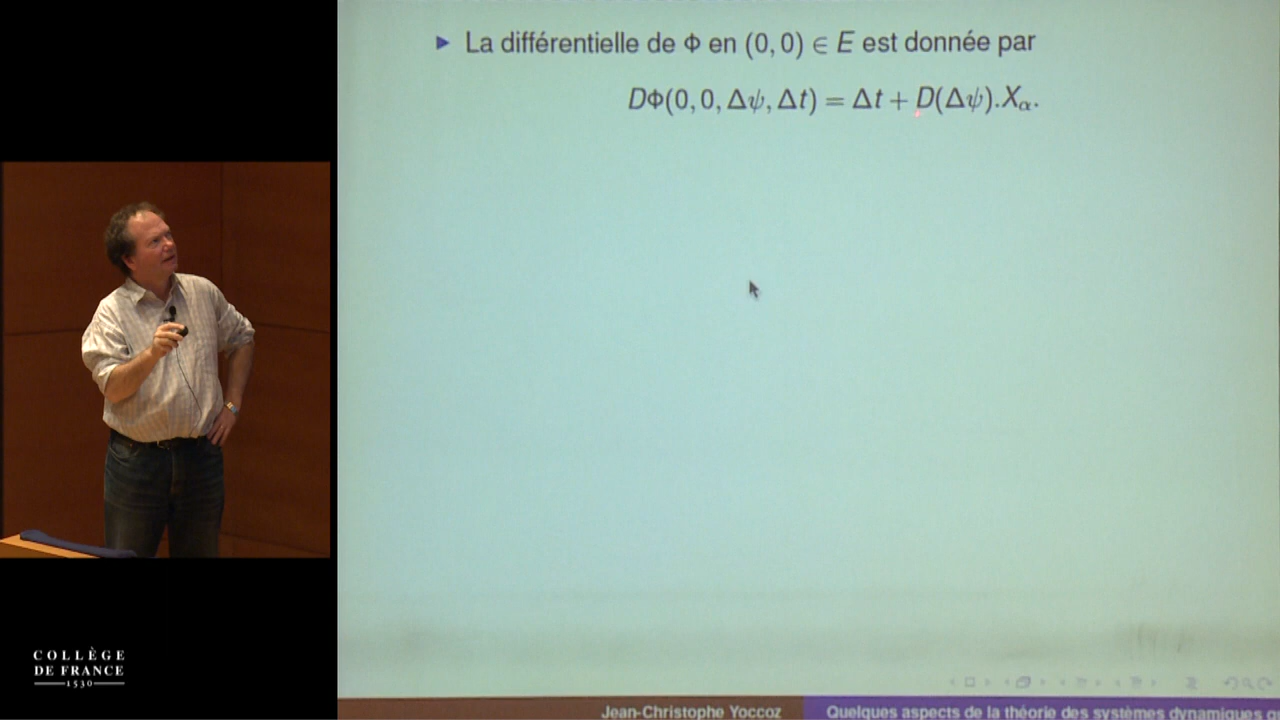 ▶ La différentielle de Φ en (0, 0) ∈ E est donnée par
DΦ(0, 0, Δψ, Δt) = Δt + D(Δψ).Xα.
COLLÈGE
DE FRANCE
1530
Jean-Christophe Yoccoz
Quelques aspects de la théorie des systèmes dynamiques